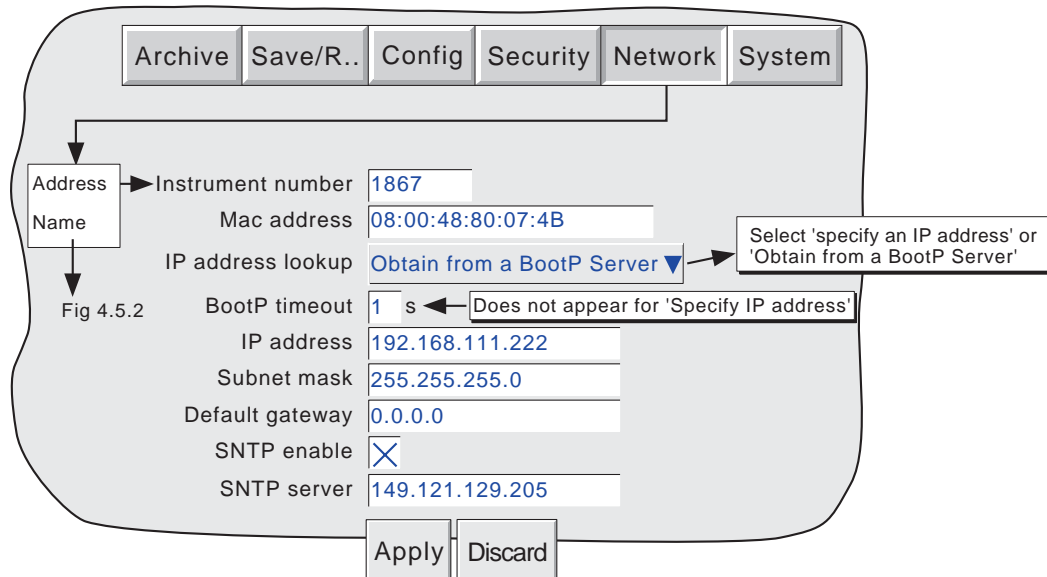 Archive Save/R.. Config Security Network System
Address
Name
Fig 4.5.2
Instrument number 1867
Mac address 08:00:48:80:07:4B
IP address lookup Obtain from a BootP Server
Select 'specify an IP address' or
'Obtain from a BootP Server'
BootP timeout 1 s Does not appear for 'Specify IP address'
IP address 192.168.111.222
Subnet mask 255.255.255.0
Default gateway 0.0.0.0
SNTP enable
SNTP server 149.121.129.205
Apply Discard